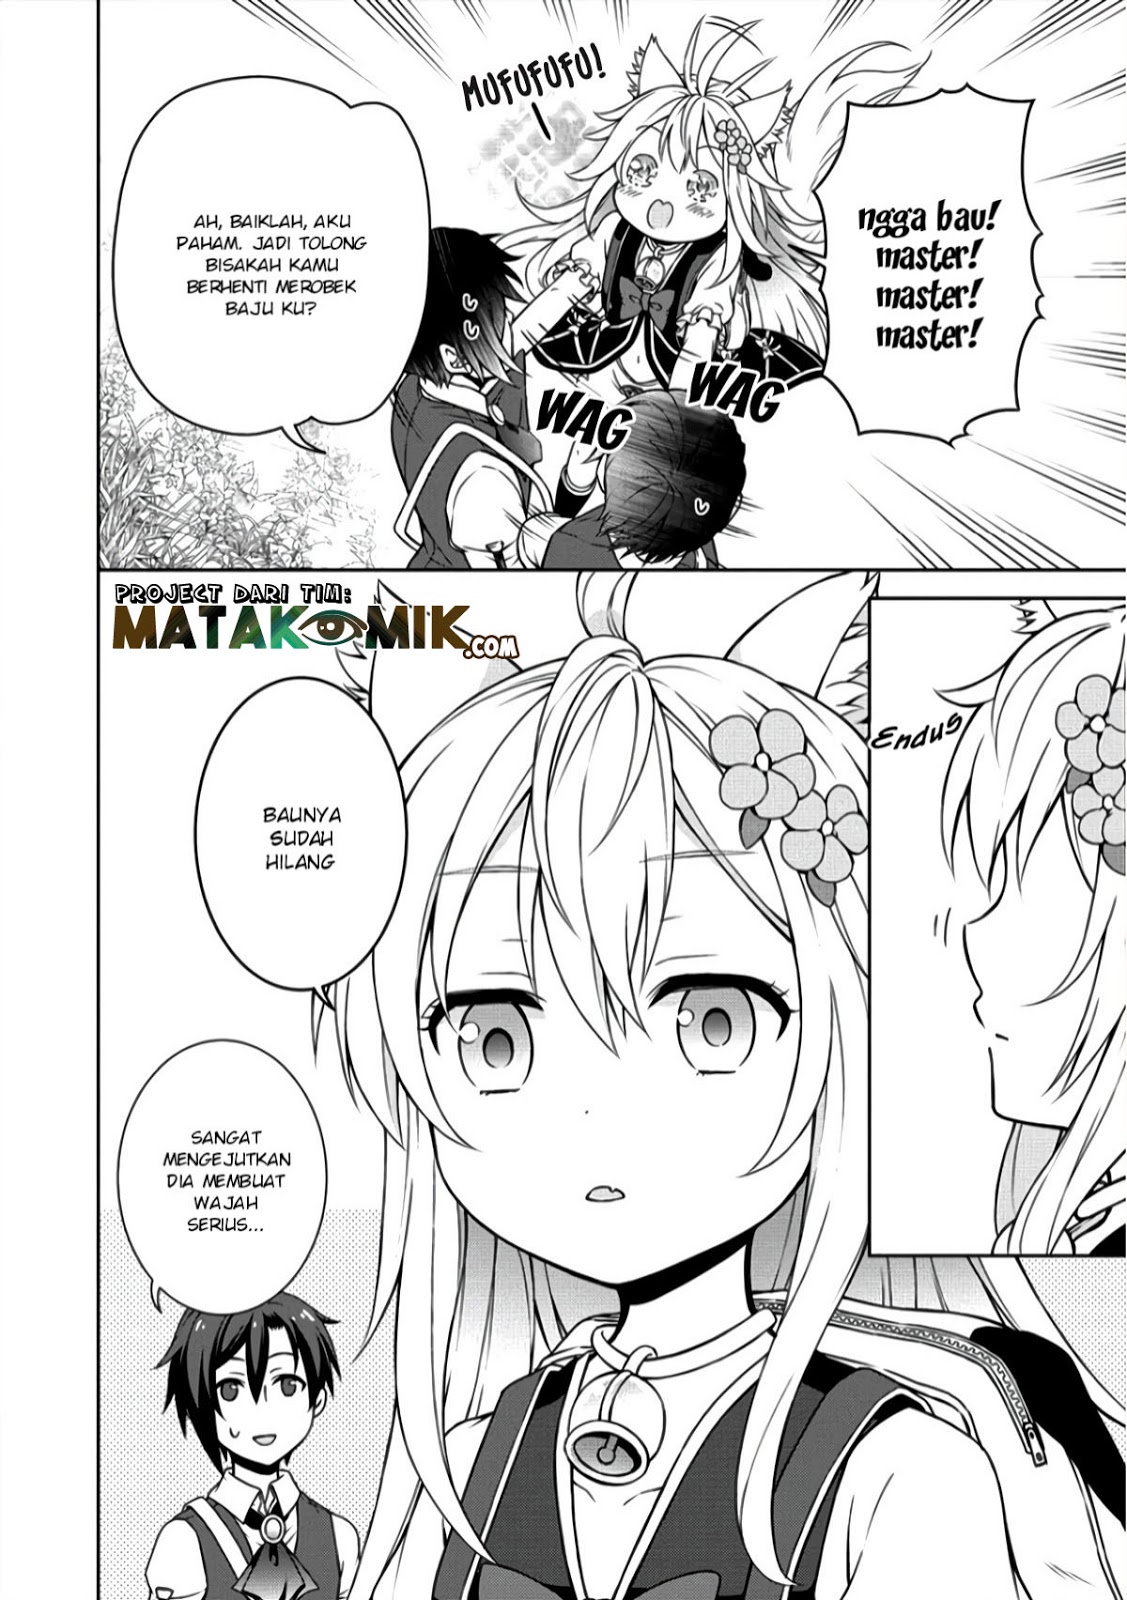 ngga bau!
master!
master!
master!
MUFUFUFU!
AH, BAIKLAH, AKU
PAHAM. JADI TOLONG
BISAKAH KAMU
BERHENTI MEROBEK
BAJU KU?
WAG
WAG
PROJECT DARI TIM:
MATAKOMIK.COM
Endus
BAUNYA
SUDAH
HILANG
SANGAT
MENGEJUTKAN
DIA MEMBUAT
WAJAH
SERIUS...